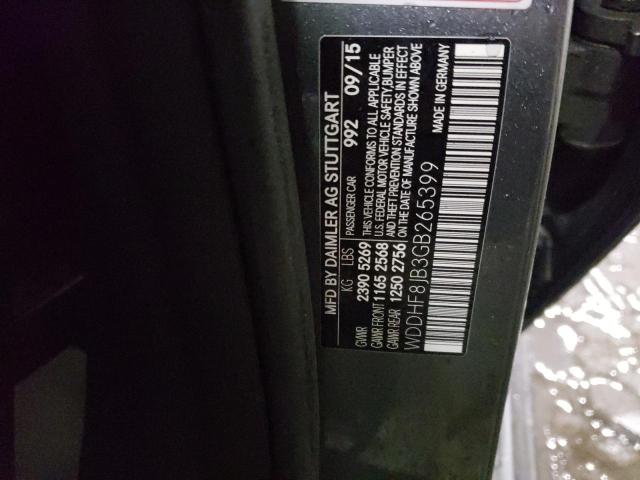 MFD BY DAIMLER AG STUTTGART
KG LBS PASSENGER CAR 992 09/15
GVWR 2390 5269 THIS VEHICLE CONFORMS TO ALL APPLICABLE
GAWR FRONT 1165 2568 U.S. FEDERAL MOTOR VEHICLE SAFETY,BUMPER
GAWR REAR 1250 2756 AND THEFT PREVENTION STANDARDS IN EFFECT
ON THE DATE OF MANUFACTURE SHOWN ABOVE
WDDHF8JB3GB265399
MADE IN GERMANY